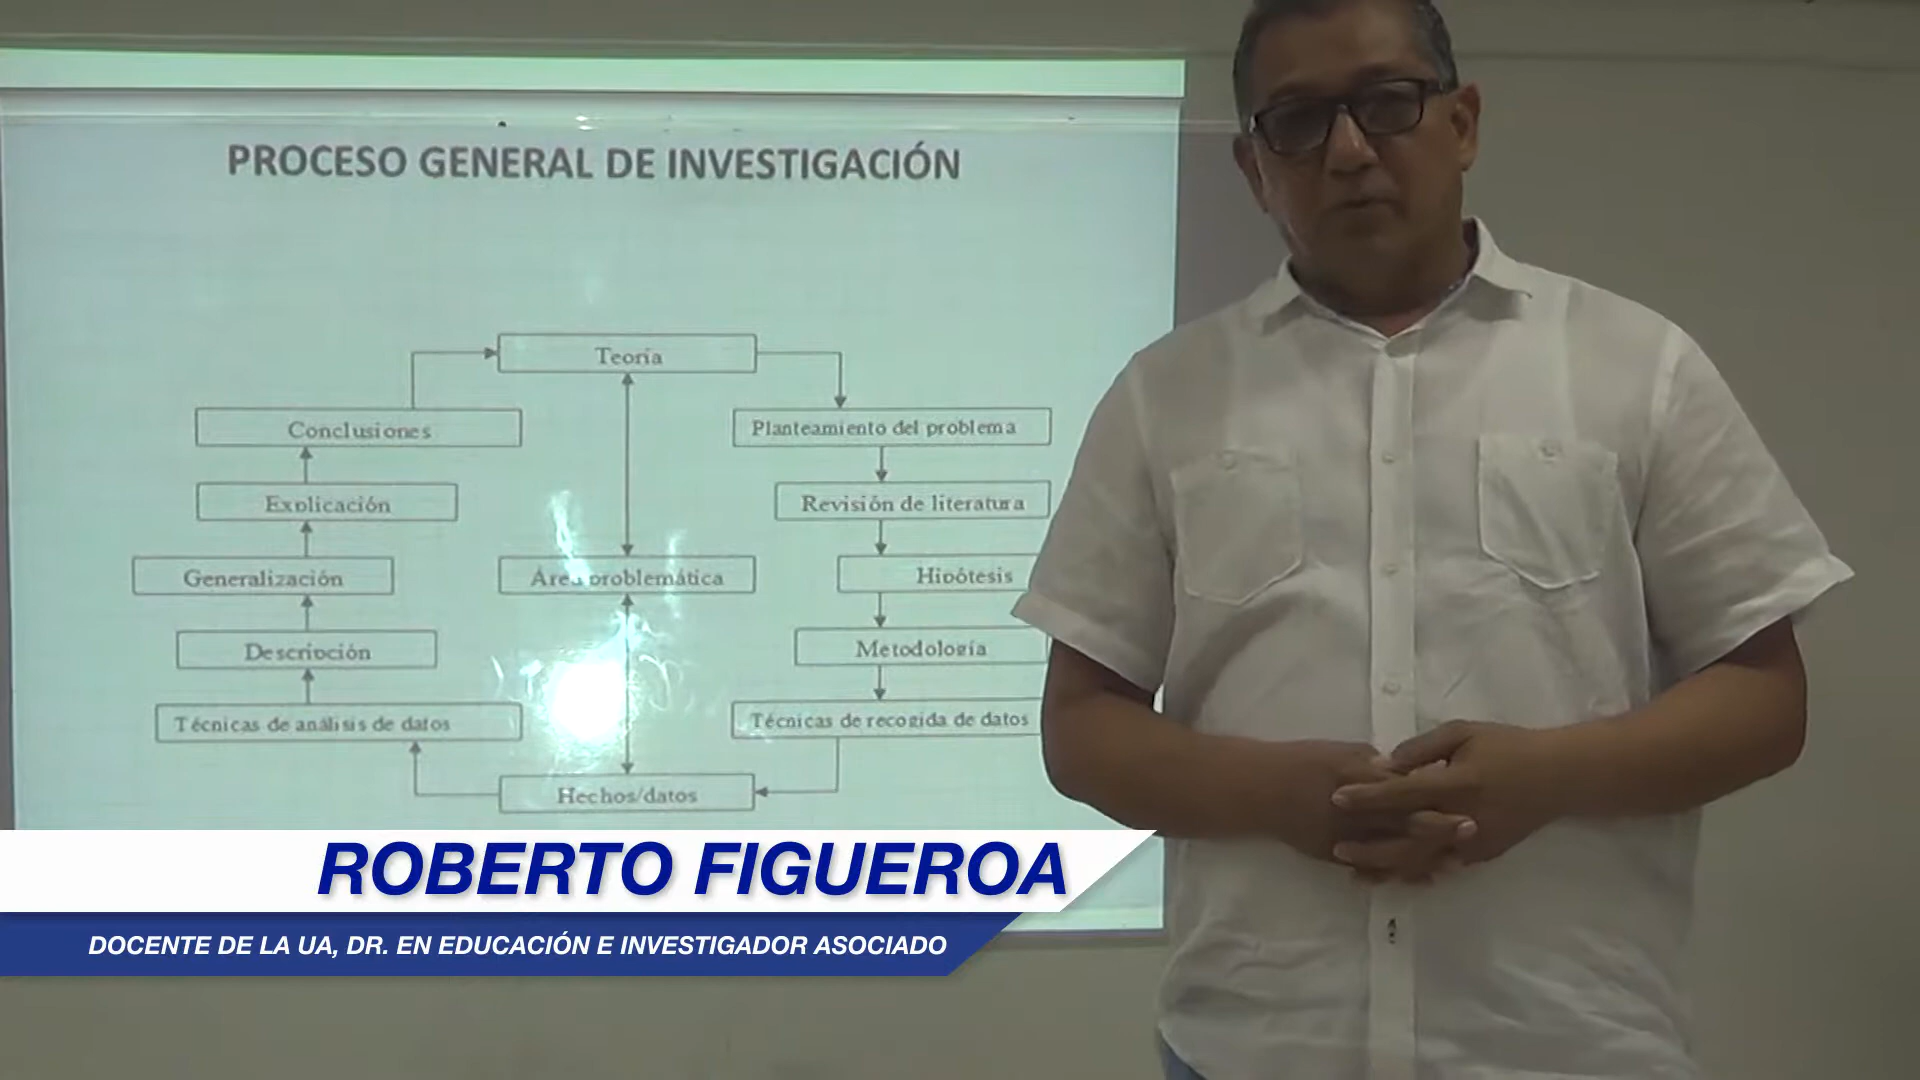 PROCESO GENERAL DE INVESTIGACIÓN
Teoría
Conclusiones
Planteamiento del problema
Explicación
Revisión de literatura
Generalización
Área problemática
Hipótesis
Descripción
Metodología
Técnicas de análisis de datos
Técnicas de recogida de datos
Hechos/datos
ROBERTO FIGUEROA
DOCENTE DE LA UA, DR. EN EDUCACIÓN E INVESTIGADOR ASOCIADO